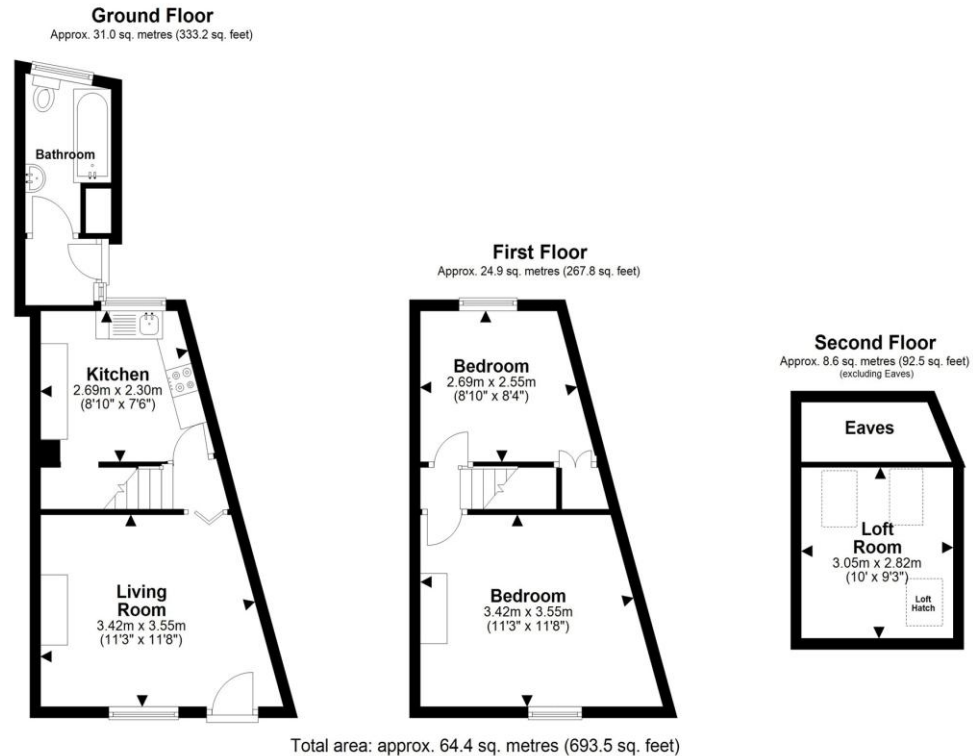 Ground Floor
Approx. 31.0 sq. metres (333.2 sq. feet)
Bathroom
Kitchen
2.69m x 2.30m
(8'10" x 7'6")
Living
Room
3.42m x 3.55m
(11'3" x 11'8")
First Floor
Approx. 24.9 sq. metres (267.8 sq. feet)
Bedroom
2.69m x 2.55m
(8'10" x 8'4")
Bedroom
3.42m x 3.55m
(11'3" x 11'8")
Second Floor
Approx. 8.6 sq. metres (92.5 sq. feet)
(excluding Eaves)
Eaves
Loft
Room
3.05m x 2.82m
(10' x 9'3")
Loft
Hatch
Total area: approx. 64.4 sq. metres (693.5 sq. feet)